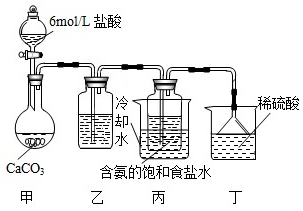 6mol/L 盐酸
冷却水
稀硫酸
CaCO₃
含氨的饱和食盐水
甲 乙 丙 丁